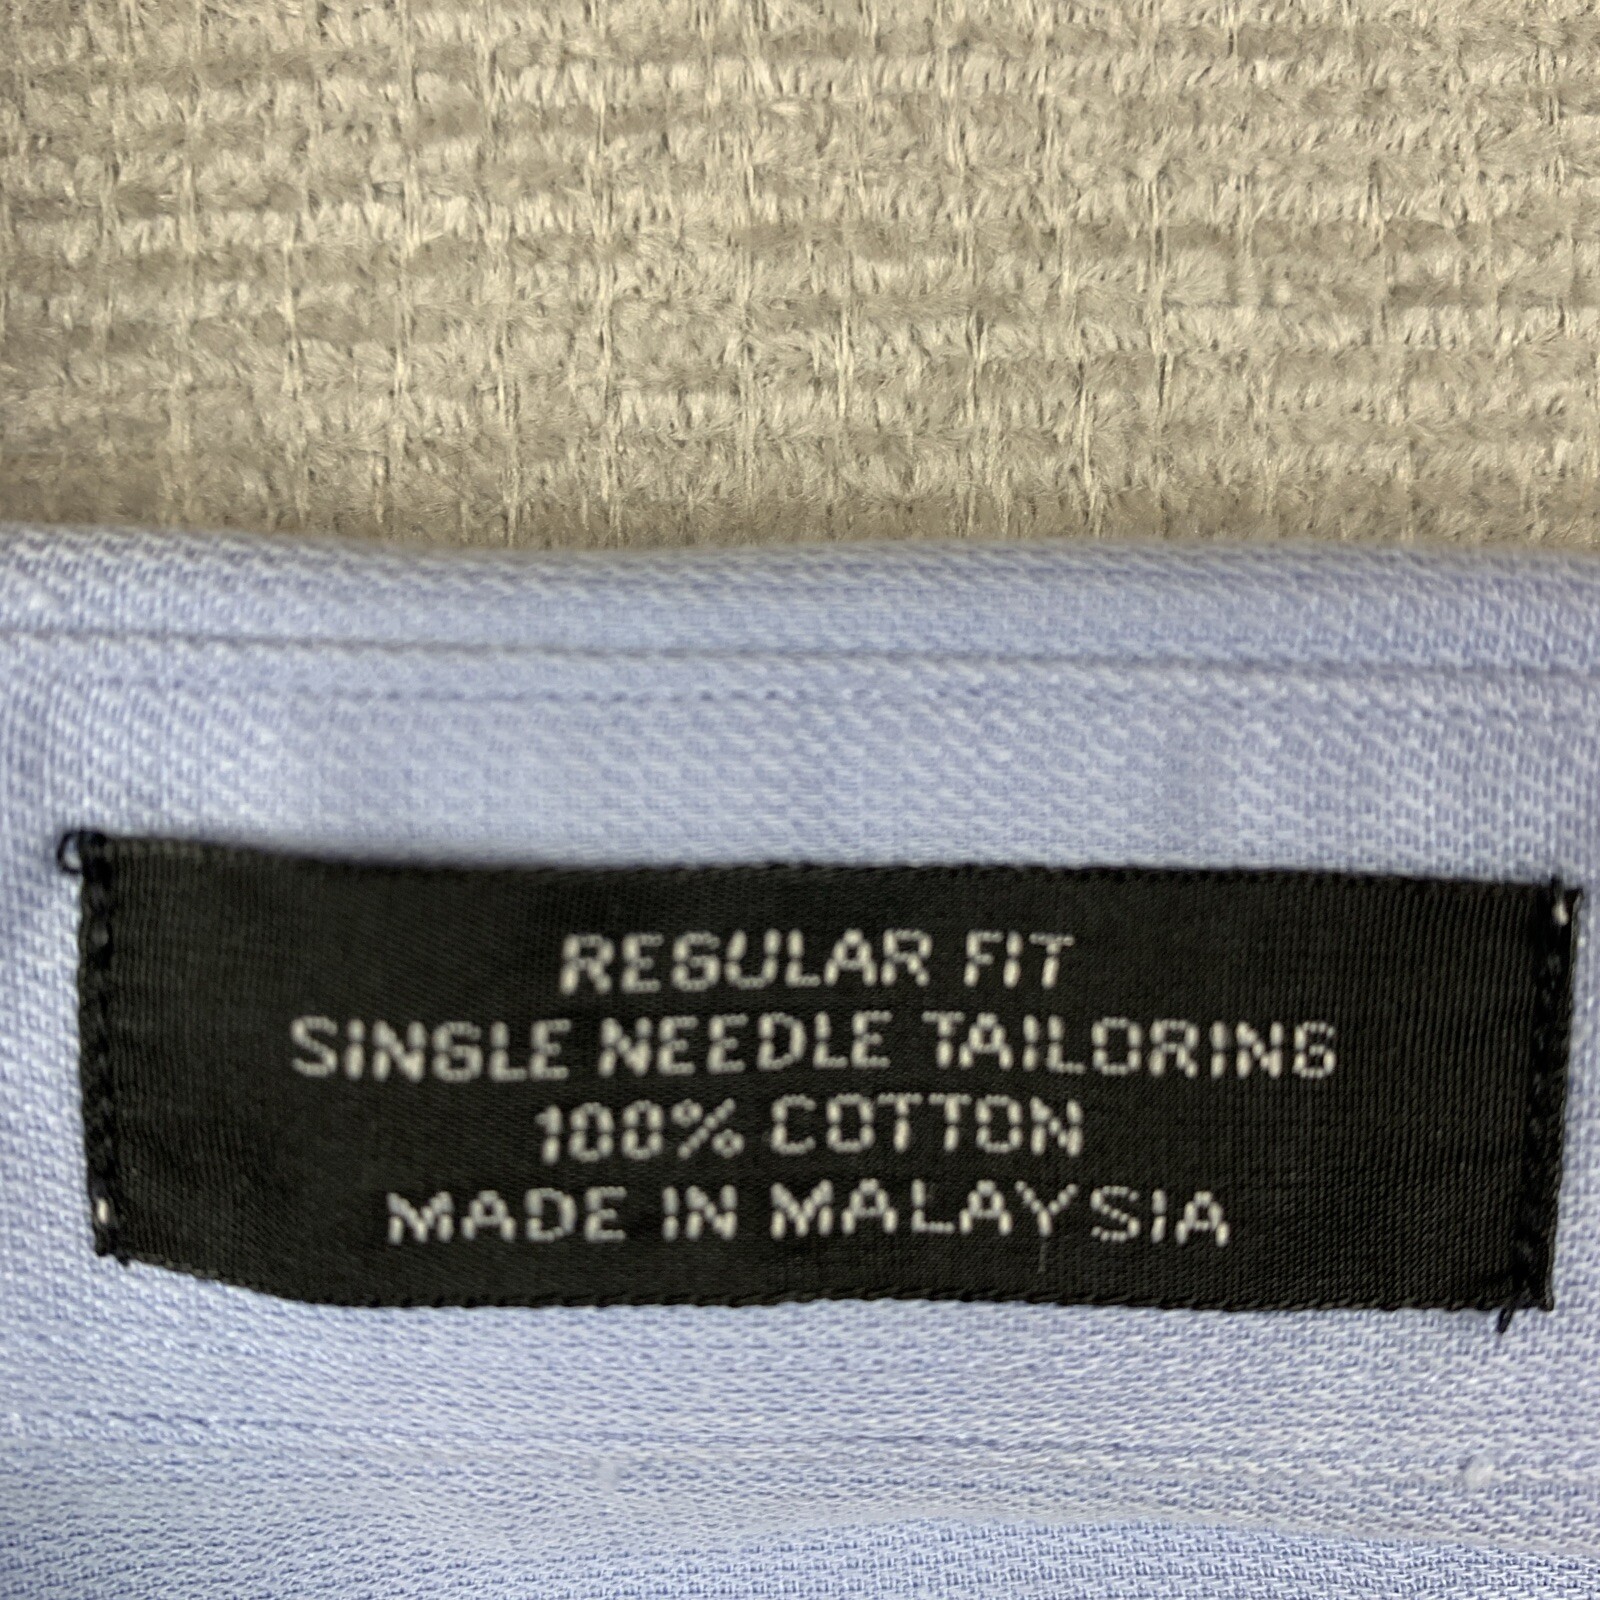 REGULAR FIT
SINGLE NEEDLE TAILORING
100% COTTON
MADE IN MALAYSIA